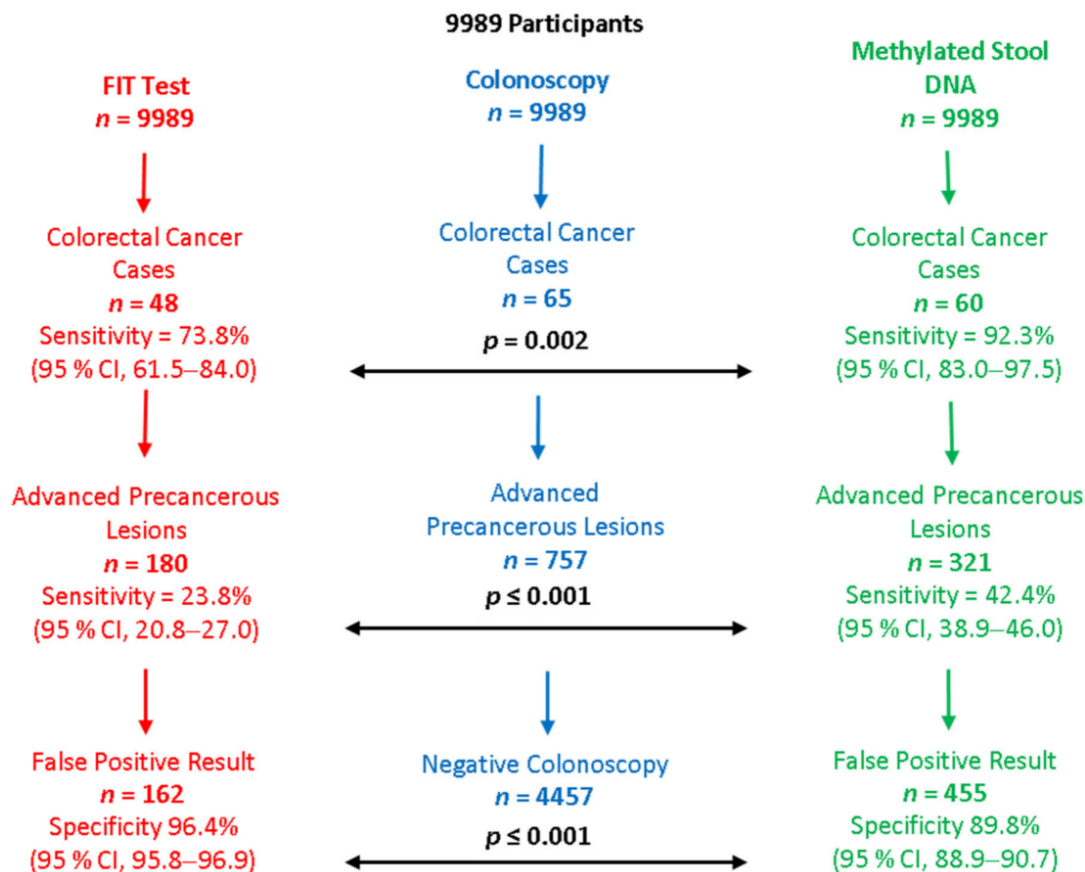 9989 Participants
FIT Test
n = 9989
Colonoscopy
n = 9989
Methylated Stool
DNA
n = 9989
Colorectal Cancer
Cases
n = 48
Sensitivity = 73.8%
(95 % CI, 61.5–84.0)
Colorectal Cancer
Cases
n = 65
p = 0.002
Colorectal Cancer
Cases
n = 60
Sensitivity = 92.3%
(95 % CI, 83.0–97.5)
Advanced Precancerous
Lesions
n = 180
Sensitivity = 23.8%
(95 % CI, 20.8–27.0)
Advanced
Precancerous Lesions
n = 757
p ≤ 0.001
Advanced Precancerous
Lesions
n = 321
Sensitivity = 42.4%
(95 % CI, 38.9–46.0)
False Positive Result
n = 162
Specificity 96.4%
(95 % CI, 95.8–96.9)
Negative Colonoscopy
n = 4457
p ≤ 0.001
False Positive Result
n = 455
Specificity 89.8%
(95 % CI, 88.9–90.7)